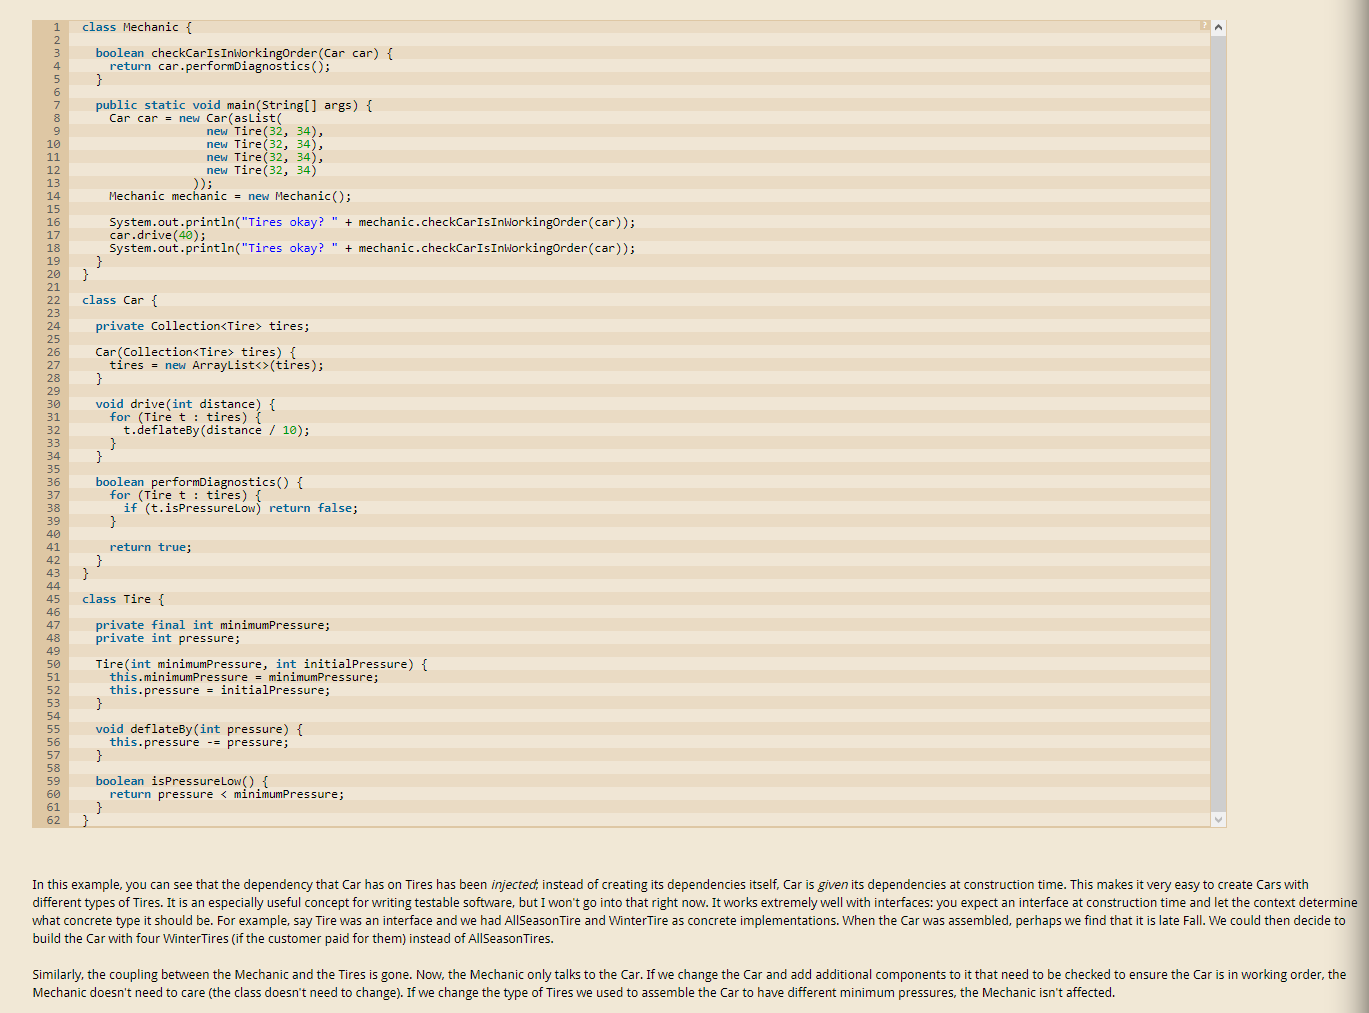 1 class Mechanic {
2
3 boolean checkCarIsInWorkingOrder(Car car) {
4 return car.performDiagnostics();
5 }
6
7 public static void main(String[] args) {
8 Car car = new Car(asList(
9 new Tire(32, 34),
10 new Tire(32, 34),
11 new Tire(32, 34),
12 new Tire(32, 34)
13 ));
14 Mechanic mechanic = new Mechanic();
15
16 System.out.println("Tires okay? " + mechanic.checkCarIsInWorkingOrder(car));
17 car.drive(40);
18 System.out.println("Tires okay? " + mechanic.checkCarIsInWorkingOrder(car));
19 }
20 }
21
22 class Car {
23
24 private Collection<Tire> tires;
25
26 Car(Collection<Tire> tires) {
27 tires = new ArrayList<>(tires);
28 }
29
30 void drive(int distance) {
31 for (Tire t : tires) {
32 t.deflateBy(distance / 10);
33 }
34 }
35
36 boolean performDiagnostics() {
37 for (Tire t : tires) {
38 if (t.isPressureLow) return false;
39 }
40
41 return true;
42 }
43 }
44
45 class Tire {
46
47 private final int minimumPressure;
48 private int pressure;
49
50 Tire(int minimumPressure, int initialPressure) {
51 this.minimumPressure = minimumPressure;
52 this.pressure = initialPressure;
53 }
54
55 void deflateBy(int pressure) {
56 this.pressure -= pressure;
57 }
58
59 boolean isPressureLow() {
60 return pressure < minimumPressure;
61 }
62 }
?
In this example, you can see that the dependency that Car has on Tires has been injected; instead of creating its dependencies itself, Car is given its dependencies at construction time. This makes it very easy to create Cars with
different types of Tires. It is an especially useful concept for writing testable software, but I won't go into that right now. It works extremely well with interfaces: you expect an interface at construction time and let the context determine
what concrete type it should be. For example, say Tire was an interface and we had AllSeasonTire and WinterTire as concrete implementations. When the Car was assembled, perhaps we find that it is late Fall. We could then decide to
build the Car with four WinterTires (if the customer paid for them) instead of AllSeasonTires.
Similarly, the coupling between the Mechanic and the Tires is gone. Now, the Mechanic only talks to the Car. If we change the Car and add additional components to it that need to be checked to ensure the Car is in working order, the
Mechanic doesn't need to care (the class doesn't need to change). If we change the type of Tires we used to assemble the Car to have different minimum pressures, the Mechanic isn't affected.